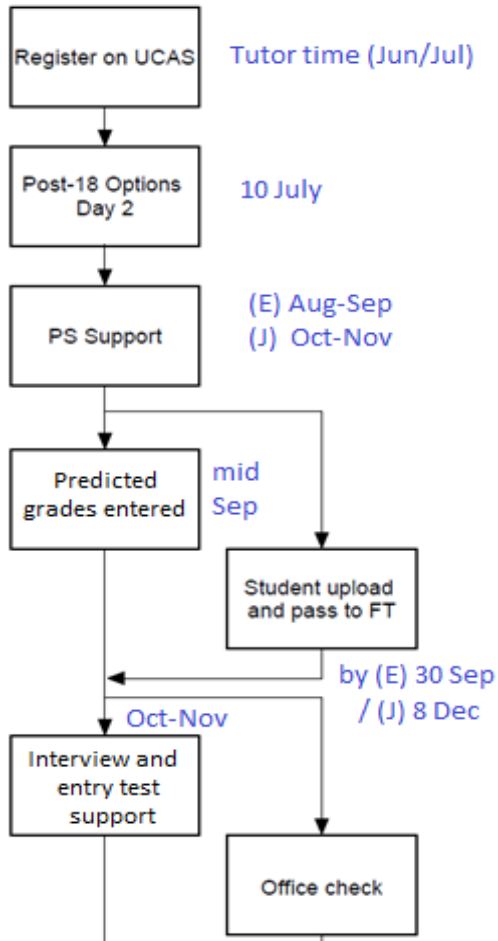 Register on UCAS
Tutor time (Jun/Jul)
Post-18 Options
Day 2
10 July
PS Support
(E) Aug-Sep
(J) Oct-Nov
Predicted
grades entered
mid
Sep
Student upload
and pass to FT
by (E) 30 Sep
/ (J) 8 Dec
Oct-Nov
Interview and
entry test
support
Office check